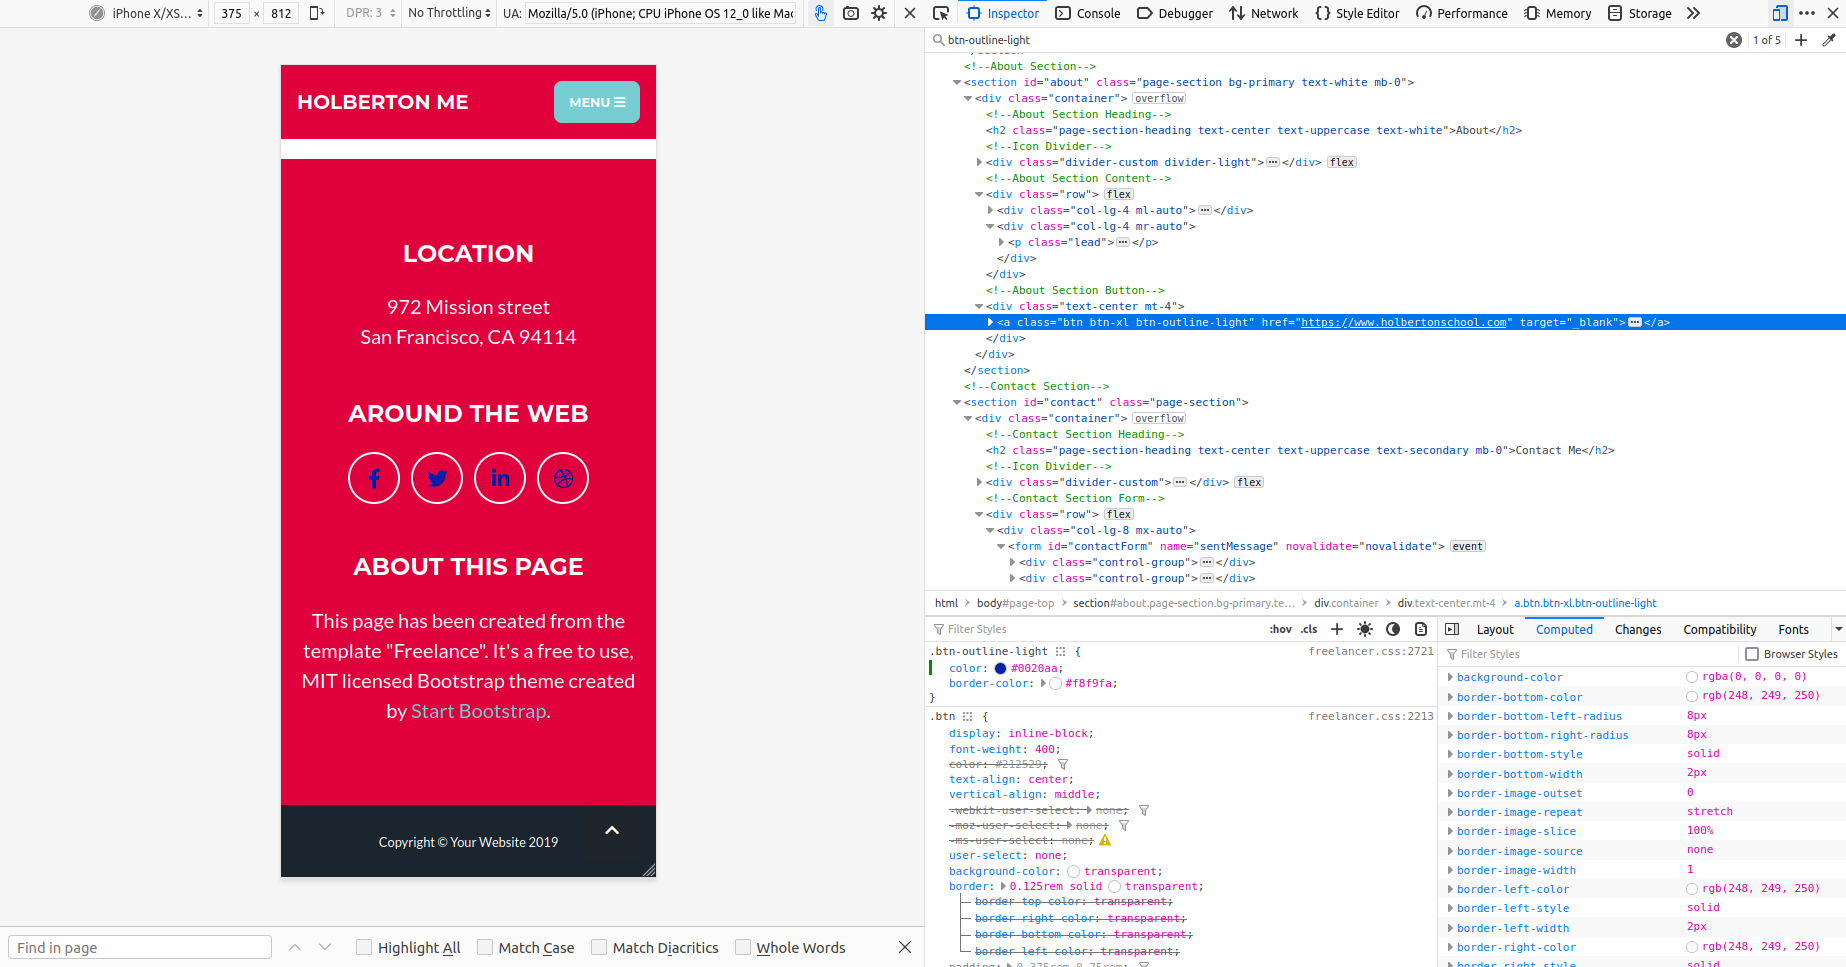 iPhone X/XS...
375 × 812
DPR: 3
No Throttling
UA: Mozilla/5.0 (iPhone; CPU iPhone OS 12_0 like Mac
Inspector
Console
Debugger
Network
Style Editor
Performance
Memory
Storage
btn-outline-light
1 of 5
HOLBERTON ME
MENU
LOCATION
972 Mission street
San Francisco, CA 94114
AROUND THE WEB
ABOUT THIS PAGE
This page has been created from the
template "Freelance". It's a free to use,
MIT licensed Bootstrap theme created
by Start Bootstrap.
Copyright © Your Website 2019
Find in page
Highlight All
Match Case
Match Diacritics
Whole Words
<!--About Section-->
<section id="about" class="page-section bg-primary text-white mb-0">
<div class="container"> overflow
<!--About Section Heading-->
<h2 class="page-section-heading text-center text-uppercase text-white">About</h2>
<!--Icon Divider-->
<div class="divider-custom divider-light"></div> flex
<!--About Section Content-->
<div class="row"> flex
<div class="col-lg-4 ml-auto"></div>
<div class="col-lg-4 mr-auto">
<p class="lead"></p>
</div>
</div>
<!--About Section Button-->
<div class="text-center mt-4">
<a class="btn btn-xl btn-outline-light" href="https://www.holbertonschool.com" target="_blank"></a>
</div>
</div>
</section>
<!--Contact Section-->
<section id="contact" class="page-section">
<div class="container"> overflow
<!--Contact Section Heading-->
<h2 class="page-section-heading text-center text-uppercase text-secondary mb-0">Contact Me</h2>
<!--Icon Divider-->
<div class="divider-custom"></div> flex
<!--Contact Section Form-->
<div class="row"> flex
<div class="col-lg-8 mx-auto">
<form id="contactForm" name="sentMessage" novalidate="novalidate"> event
<div class="control-group"></div>
<div class="control-group"></div>
html
body#page-top
section#about.page-section.bg-primary.te...
div.container
div.text-center.mt-4
a.btn.btn-xl.btn-outline-light
Filter Styles
:hov .cls
.btn-outline-light {
freelancer.css:2721
color: #0020aa;
border-color: #f8f9fa;
}
.btn {
freelancer.css:2213
display: inline-block;
font-weight: 400;
color: #212529;
text-align: center;
vertical-align: middle;
-webkit-user-select: none;
-moz-user-select: none;
-ms-user-select: none;
user-select: none;
background-color: transparent;
border: 0.125rem solid transparent;
border-top-color: transparent;
border-right-color: transparent;
border-bottom-color: transparent;
border-left-color: transparent;
padding: 0.375rem 0.75rem;
Layout
Computed
Changes
Compatibility
Fonts
Filter Styles
Browser Styles
background-color rgba(0, 0, 0, 0)
border-bottom-color rgb(248, 249, 250)
border-bottom-left-radius 8px
border-bottom-right-radius 8px
border-bottom-style solid
border-bottom-width 2px
border-image-outset 0
border-image-repeat stretch
border-image-slice 100%
border-image-source none
border-image-width 1
border-left-color rgb(248, 249, 250)
border-left-style solid
border-left-width 2px
border-right-color rgb(248, 249, 250)
border-right-style solid